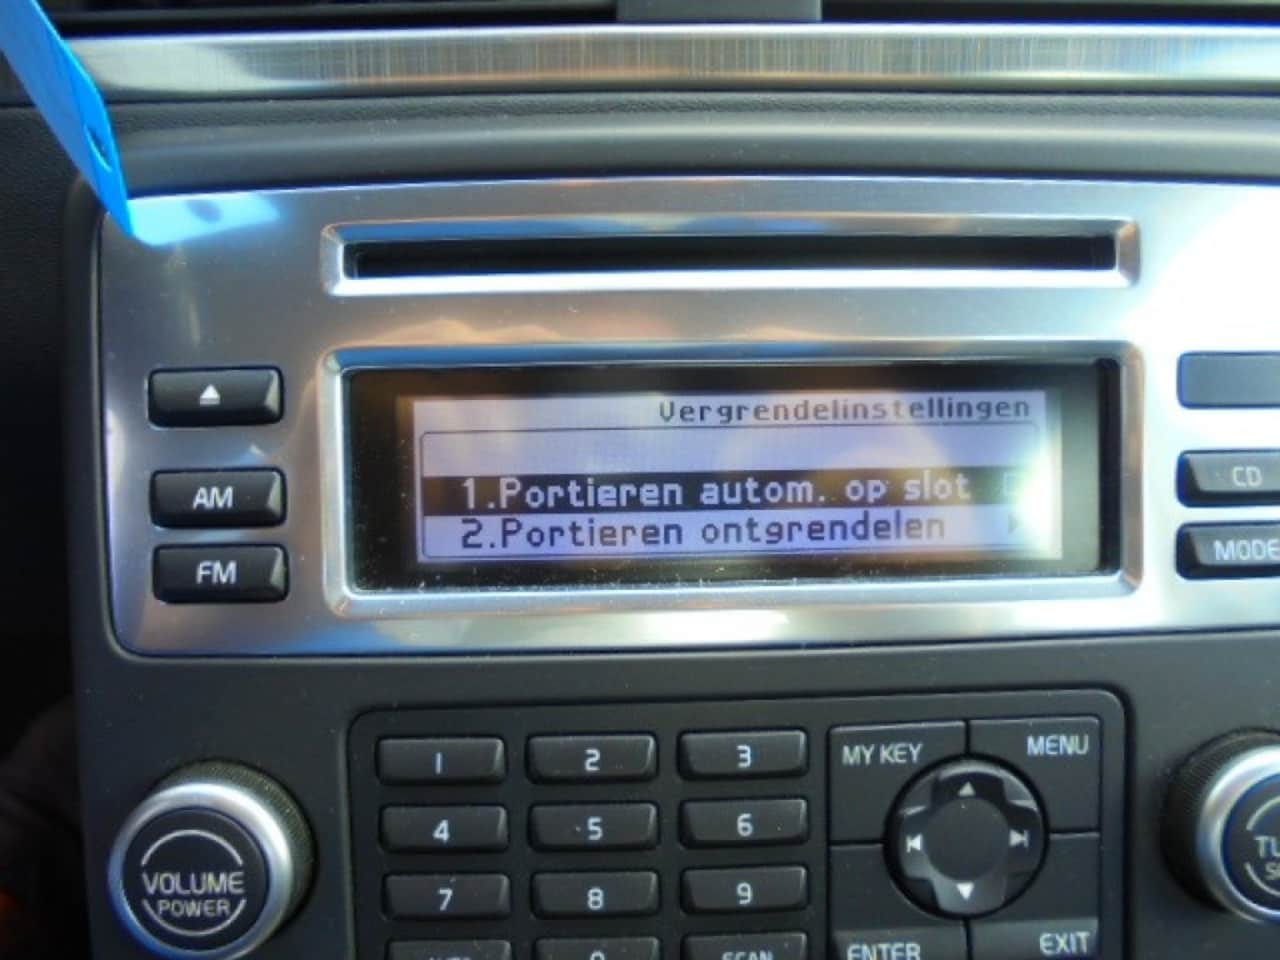 Vergrendelinstellingen
1.Portieren autom. op slot
2.Portieren ontgrendelen
AM
FM
CD
MODE
1 2 3
MY KEY
MENU
4 5 6
7 8 9
VOLUME
POWER
SCAN
ENTER
EXIT